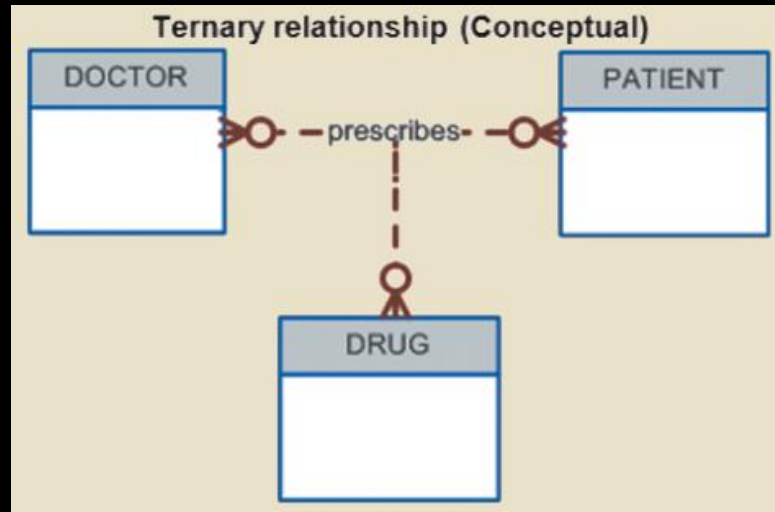 Ternary relationship (Conceptual)
DOCTOR
PATIENT
prescribes
DRUG